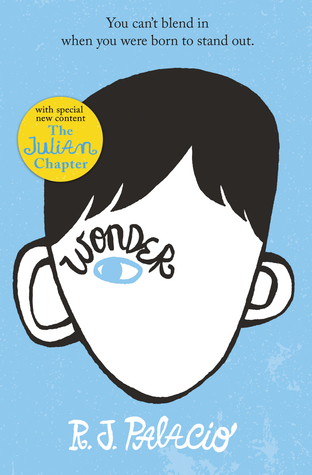 You can't blend in
when you were born to stand out.
with special
new content
The
Julian
Chapter
WONDER
R. J. PALACIO